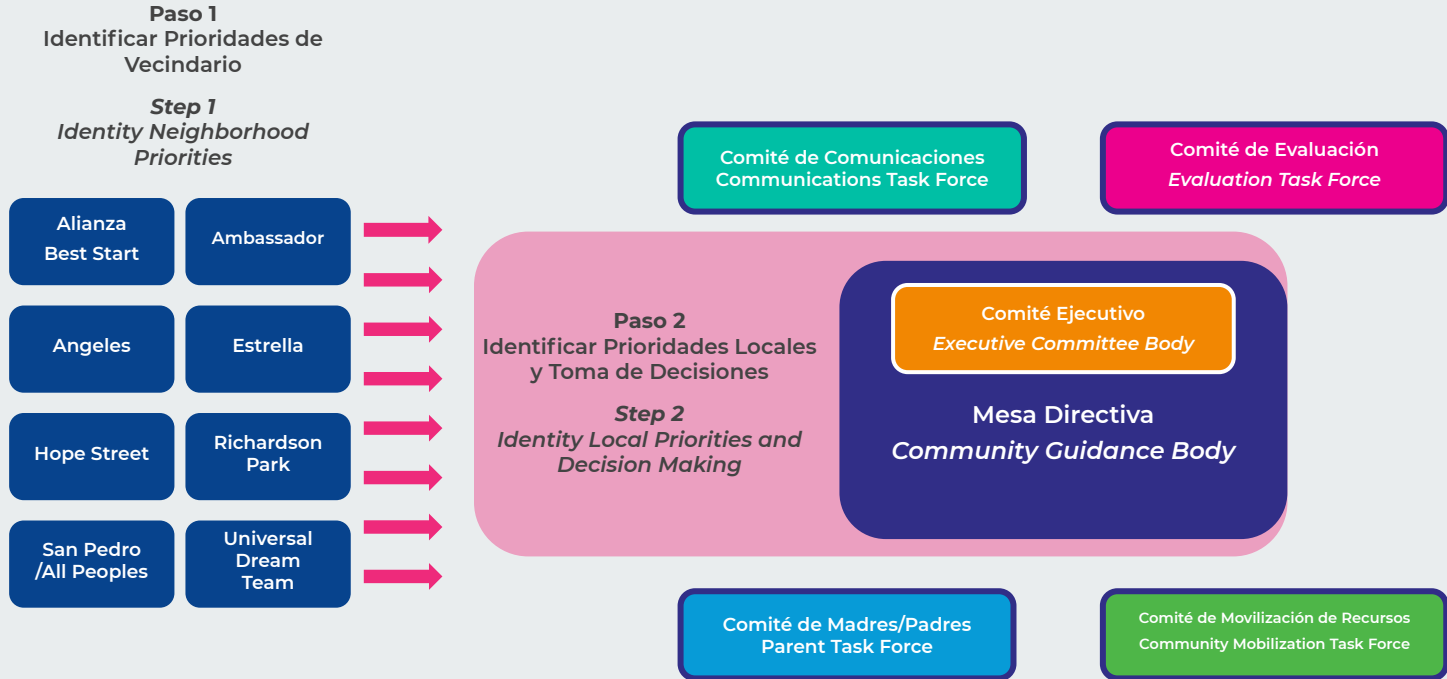 Paso 1
Identificar Prioridades de
Vecindario
Step 1
Identity Neighborhood
Priorities
Alianza
Best Start
Ambassador
Angeles
Estrella
Hope Street
Richardson
Park
San Pedro
/All Peoples
Universal
Dream
Team
Comité de Comunicaciones
Communications Task Force
Comité de Evaluación
Evaluation Task Force
Paso 2
Identificar Prioridades Locales
y Toma de Decisiones
Step 2
Identity Local Priorities and
Decision Making
Comité Ejecutivo
Executive Committee Body
Mesa Directiva
Community Guidance Body
Comité de Madres/Padres
Parent Task Force
Comité de Movilización de Recursos
Community Mobilization Task Force